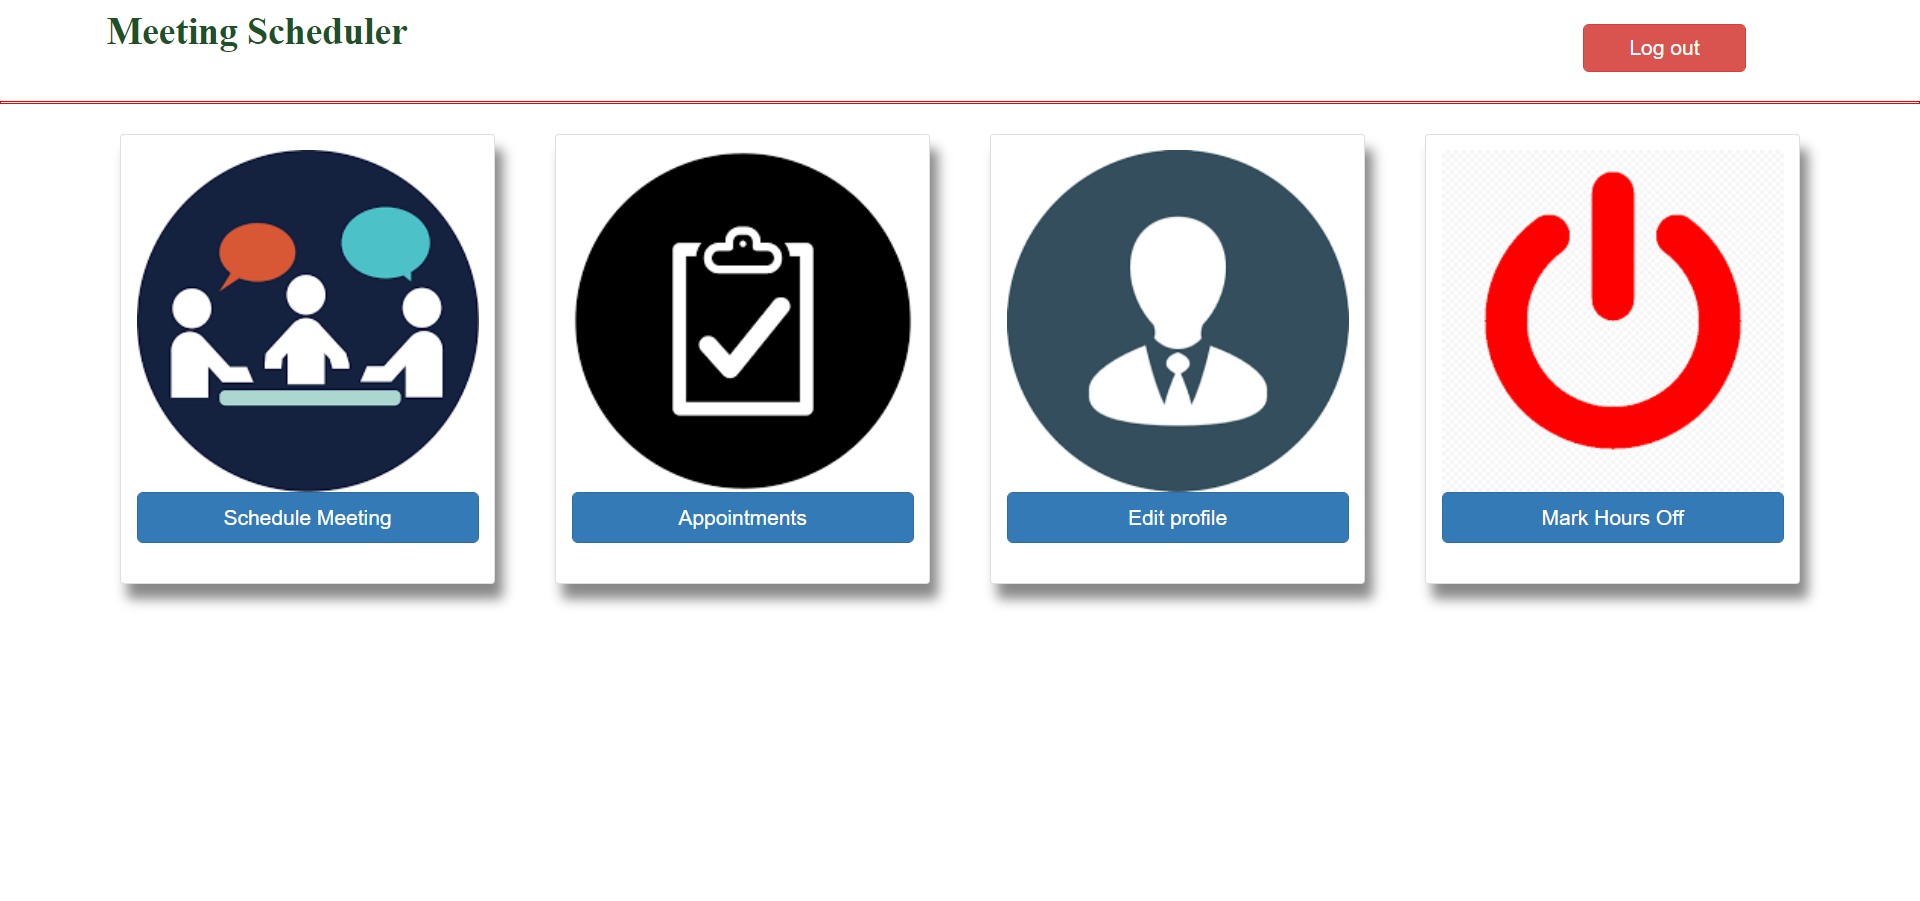 Meeting Scheduler
Log out
Schedule Meeting
Appointments
Edit profile
Mark Hours Off